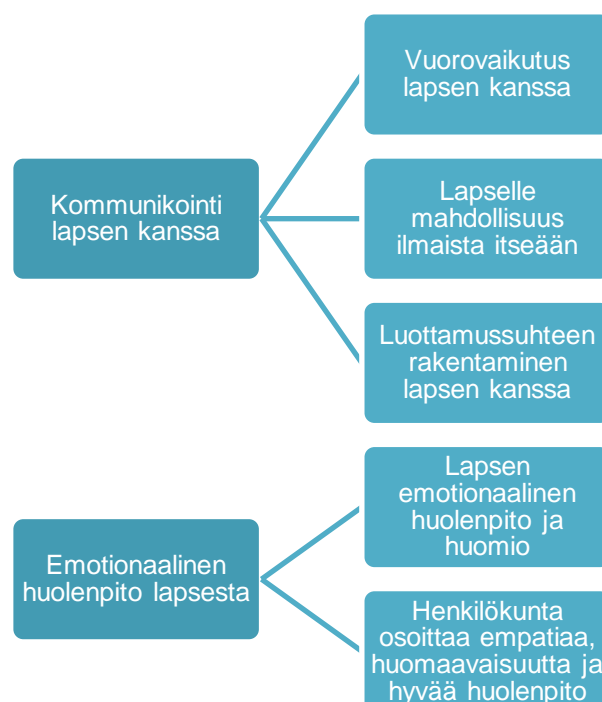 Kommunikointi
lapsen kanssa
Vuorovaikutus
lapsen kanssa
Lapselle
mahdollisuus
ilmaista itseään
Luottamussuhteen
rakentaminen
lapsen kanssa
Emotionaalinen
huolenpito lapsesta
Lapsen
emotionaalinen
huolenpito ja
huomio
Henkilökunta
osoittaa empatiaa,
huomaavaisuutta ja
hyvää huolenpito